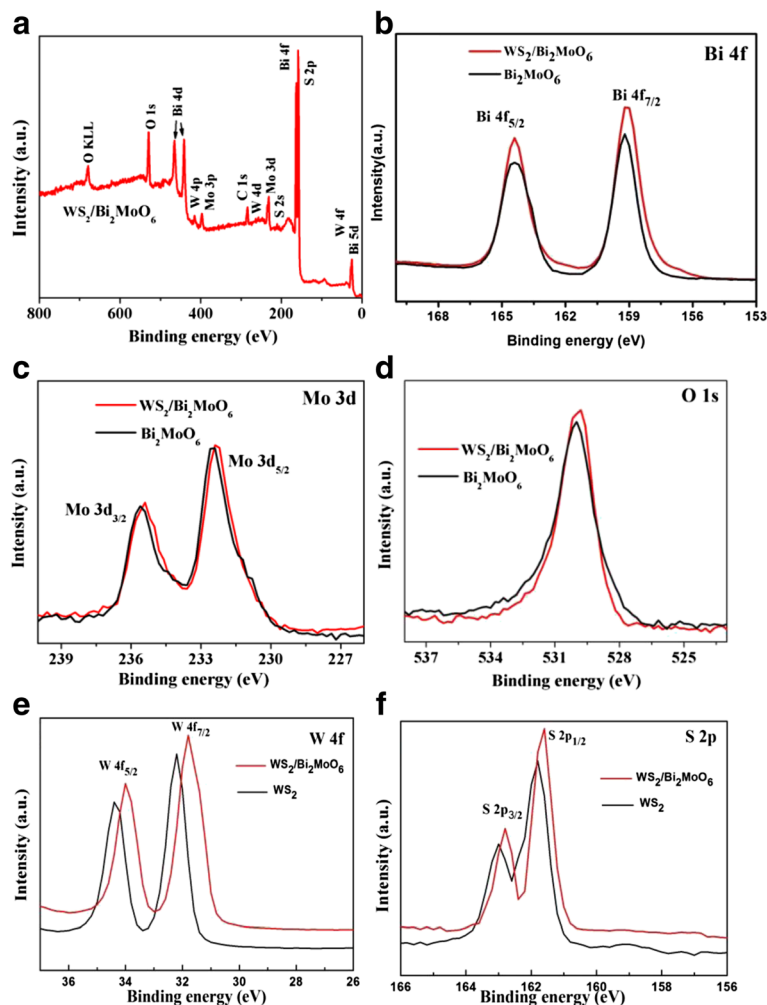 a
Intensity (a.u.)
O KLL
O 1s
Bi 4d
W 4p
Mo 3p
C 1s
W 4d
Mo 3d
S 2s
Bi 4f
S 2p
W 4f
Bi 5d
WS₂/Bi₂MoO₆
800 600 400 200 0
Binding energy (eV)
b
Intensity(a.u.)
WS₂/Bi₂MoO₆
Bi₂MoO₆
Bi 4f
Bi 4f₅/₂
Bi 4f₇/₂
168 165 162 159 156 153
Binding energy (eV)
c
Intensity (a.u.)
WS₂/Bi₂MoO₆
Bi₂MoO₆
Mo 3d
Mo 3d₃/₂
Mo 3d₅/₂
239 236 233 230 227
Binding energy (eV)
d
Intensity (a.u.)
O 1s
WS₂/Bi₂MoO₆
Bi₂MoO₆
537 534 531 528 525
Binding energy (eV)
e
Intensity (a.u.)
W 4f
W 4f₇/₂
W 4f₅/₂
WS₂/Bi₂MoO₆
WS₂
36 34 32 30 28 26
Binding energy (eV)
f
Intensity (a.u.)
S 2p
S 2p₁/₂
S 2p₃/₂
WS₂/Bi₂MoO₆
WS₂
166 164 162 160 158 156
Binding energy (eV)